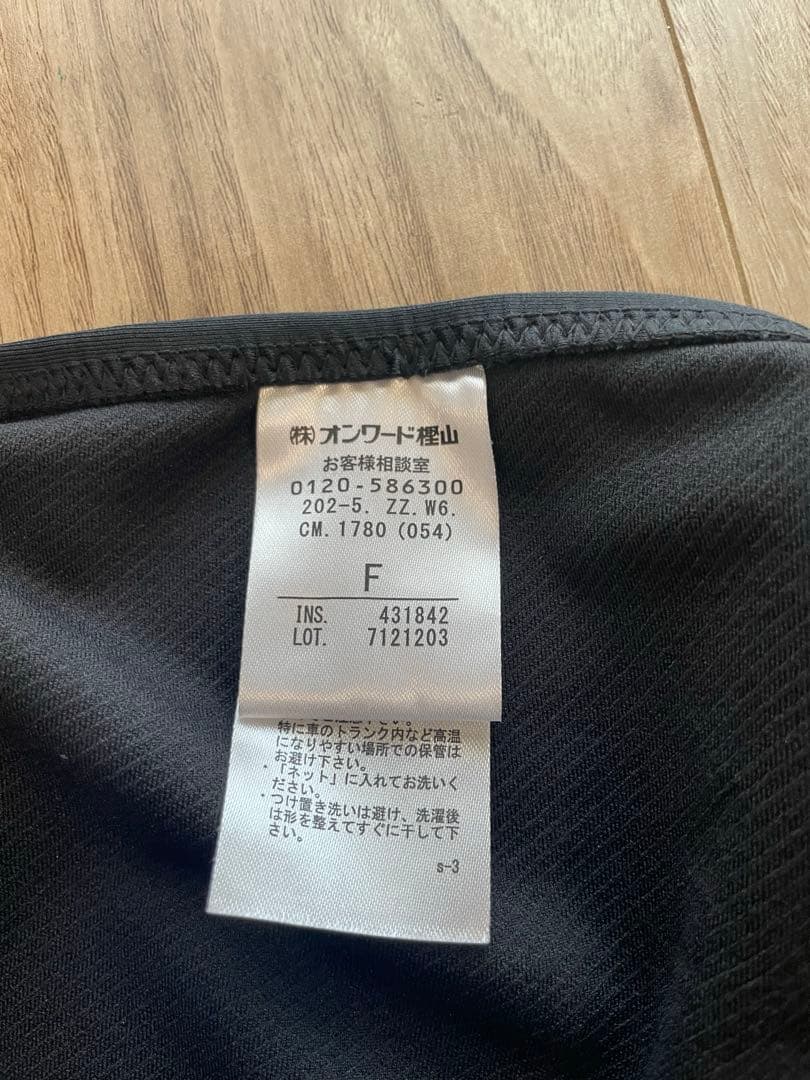 ㈱オンワード樫山
お客様相談室
0120-586300
202-5. ZZ.W6.
CM.1780 (054)
F
INS. 431842
LOT. 7121203
特に車のトランク内など高温
になりやすい場所での保管は
お避け下さい。
・「ネット」に入れてお洗いく
ださい。
・つけ置き洗いは避け、洗濯後
は形を整えてすぐに干して下
さい。
s-3